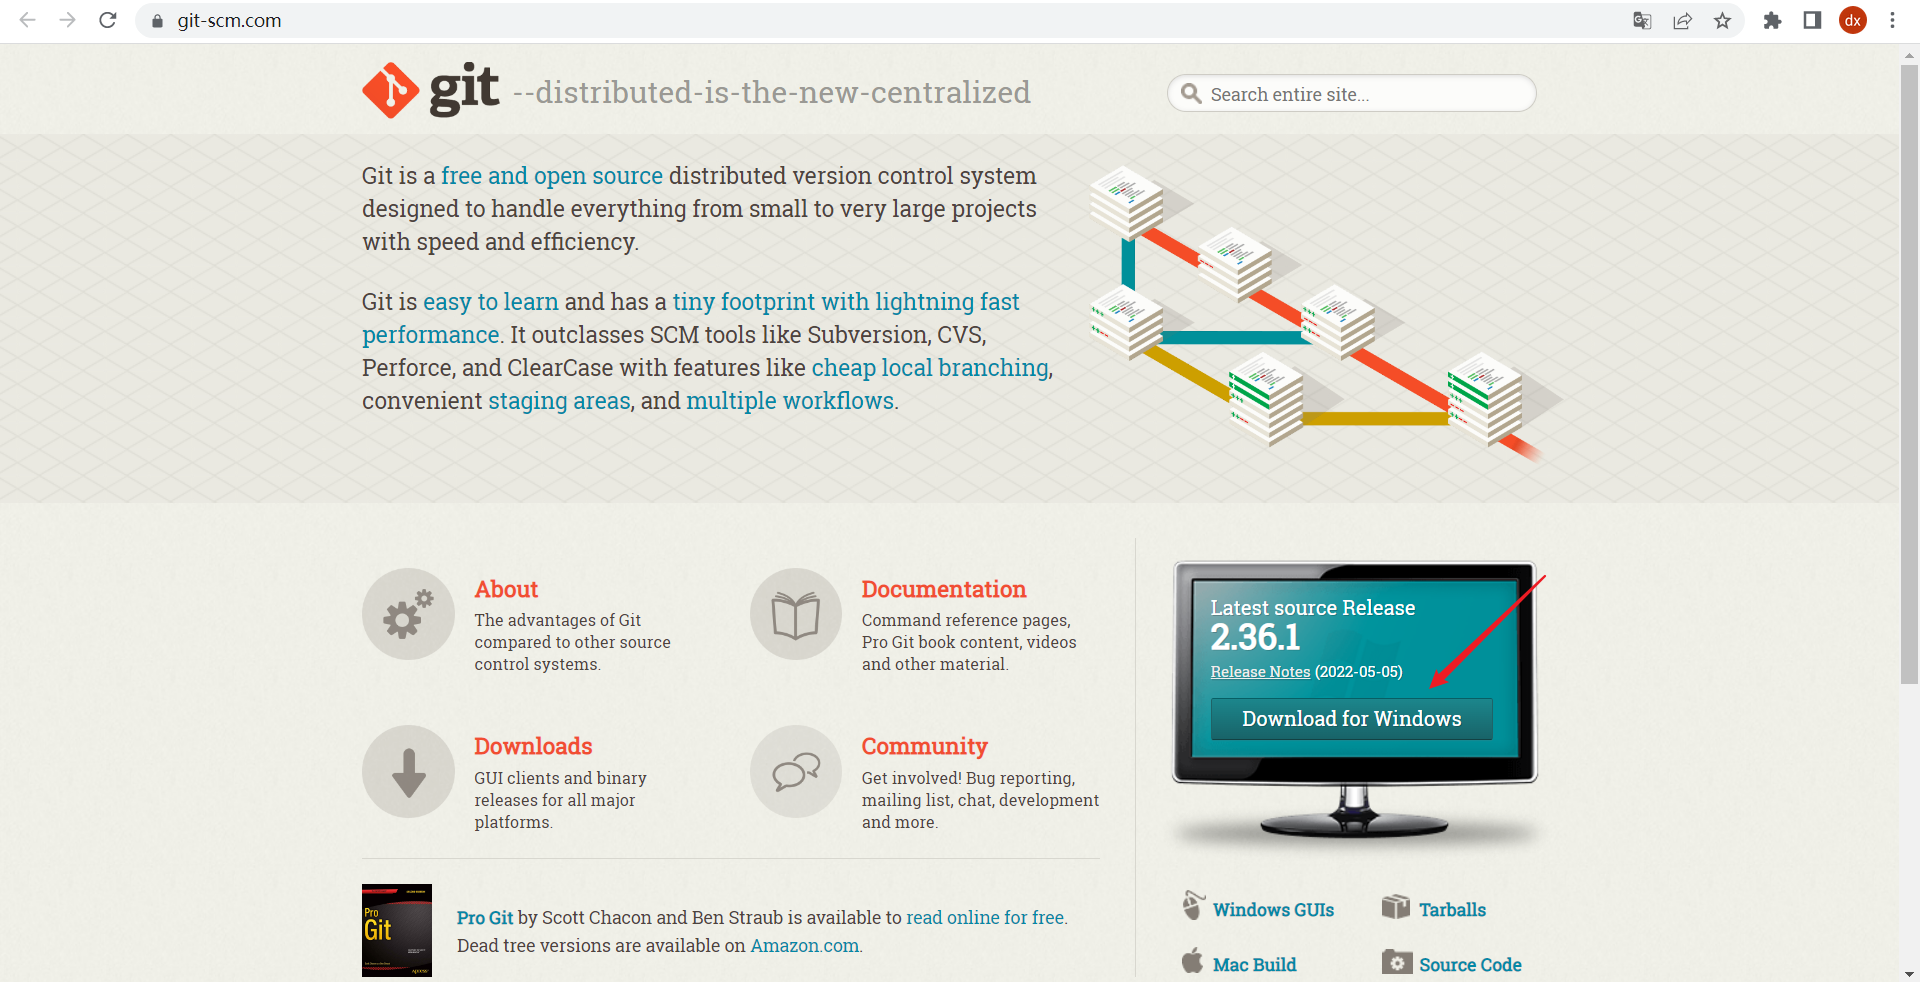 git-scm.com
dx
git --distributed-is-the-new-centralized
Search entire site...
Git is a free and open source distributed version control system
designed to handle everything from small to very large projects
with speed and efficiency.
Git is easy to learn and has a tiny footprint with lightning fast
performance. It outclasses SCM tools like Subversion, CVS,
Perforce, and ClearCase with features like cheap local branching,
convenient staging areas, and multiple workflows.
About
The advantages of Git
compared to other source
control systems.
Documentation
Command reference pages,
Pro Git book content, videos
and other material.
Downloads
GUI clients and binary
releases for all major
platforms.
Community
Get involved! Bug reporting,
mailing list, chat, development
and more.
Pro
Git
Pro Git by Scott Chacon and Ben Straub is available to read online for free.
Dead tree versions are available on Amazon.com.
Latest source Release
2.36.1
Release Notes (2022-05-05)
Download for Windows
Windows GUIs
Tarballs
Mac Build
Source Code